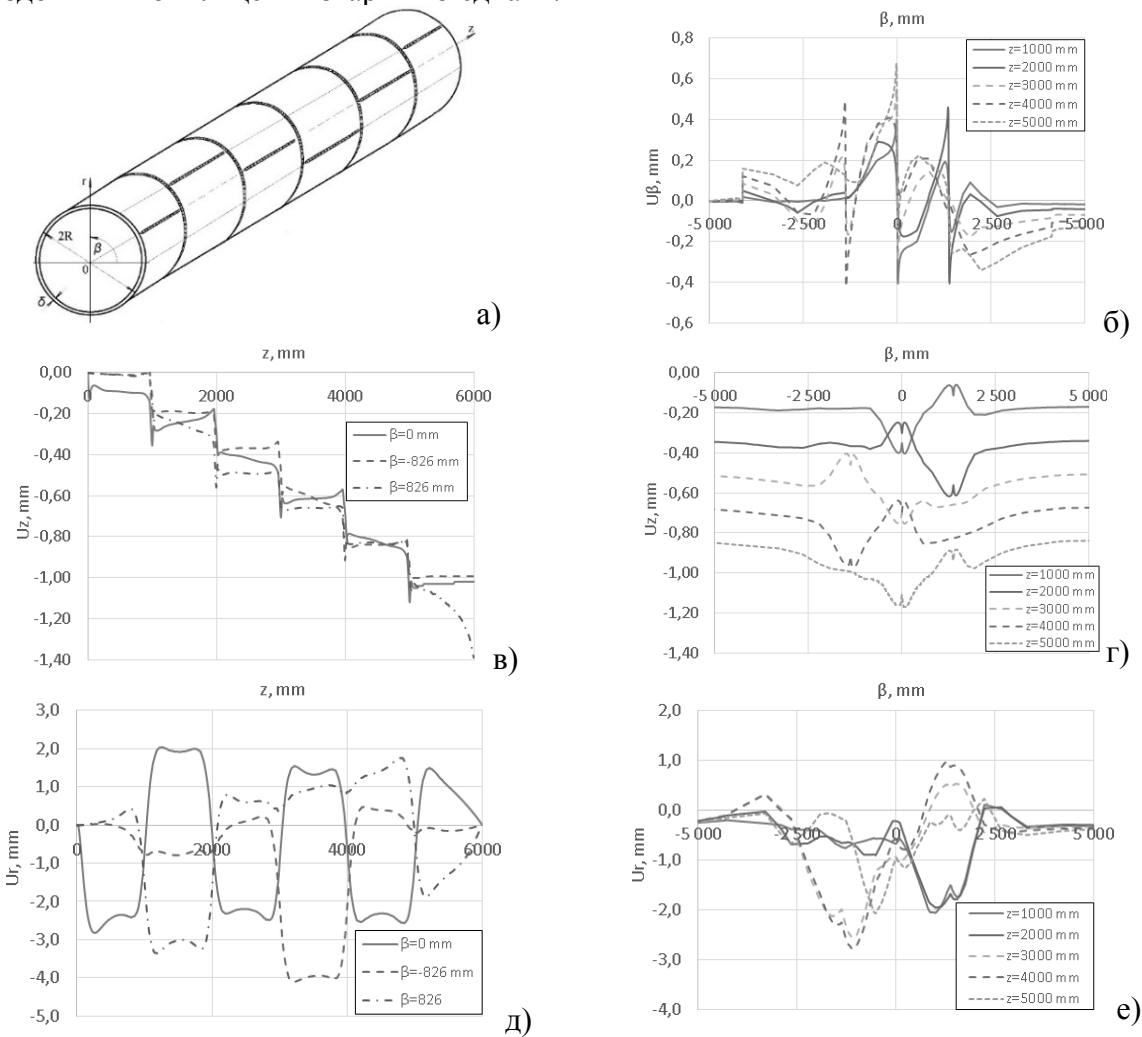 z
r
2R
β
0
δ
а)
β, mm
0,8
0,6
0,4
0,2
0,0
-0,2
-0,4
-0,6
-5 000
-2 500
0
2 500
5 000
Uβ, mm
z=1000 mm
z=2000 mm
z=3000 mm
z=4000 mm
z=5000 mm
б)
z, mm
0,00
-0,20
-0,40
-0,60
-0,80
-1,00
-1,20
-1,40
0
2000
4000
6000
Uz, mm
β=0 mm
β=-826 mm
β=826 mm
в)
β, mm
0,00
-0,20
-0,40
-0,60
-0,80
-1,00
-1,20
-1,40
-5 000
-2 500
0
2 500
5 000
Uz, mm
z=1000 mm
z=2000 mm
z=3000 mm
z=4000 mm
z=5000 mm
г)
z, mm
3,0
2,0
1,0
0,0
-1,0
-2,0
-3,0
-4,0
-5,0
0
2000
4000
6000
Ur, mm
β=0 mm
β=-826 mm
β=826
д)
β, mm
2,0
1,0
0,0
-1,0
-2,0
-3,0
-4,0
-5 000
-2 500
0
2 500
5 000
Ur, mm
z=1000 mm
z=2000 mm
z=3000 mm
z=4000 mm
z=5000 mm
е)